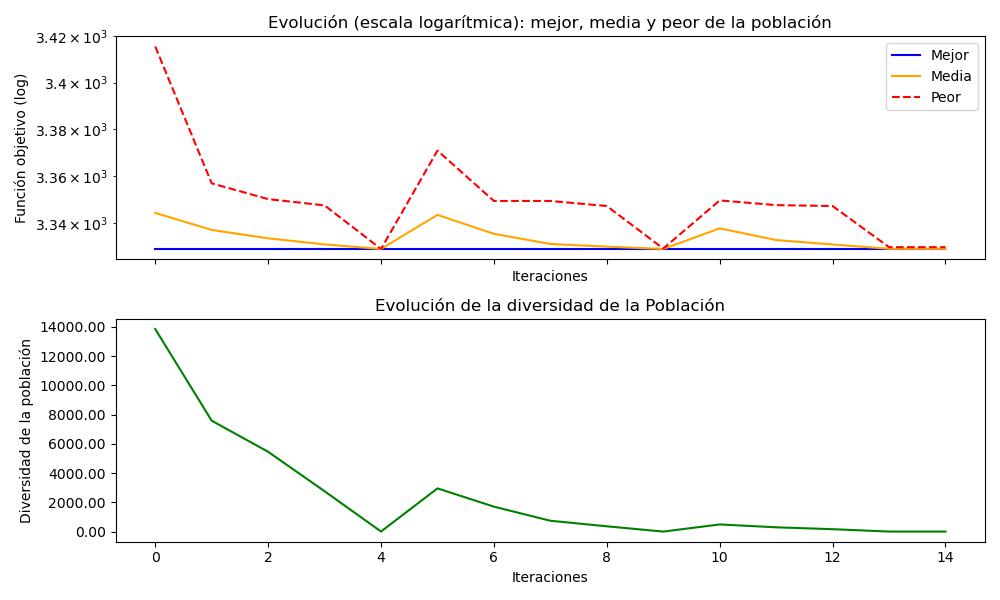 Evolución (escala logarítmica): mejor, media y peor de la población
3.42 × 10³
3.4 × 10³
3.38 × 10³
3.36 × 10³
3.34 × 10³
Función objetivo (log)
Mejor
Media
Peor
Iteraciones
Evolución de la diversidad de la Población
14000.00
12000.00
10000.00
8000.00
6000.00
4000.00
2000.00
0.00
Diversidad de la población
0 2 4 6 8 10 12 14
Iteraciones